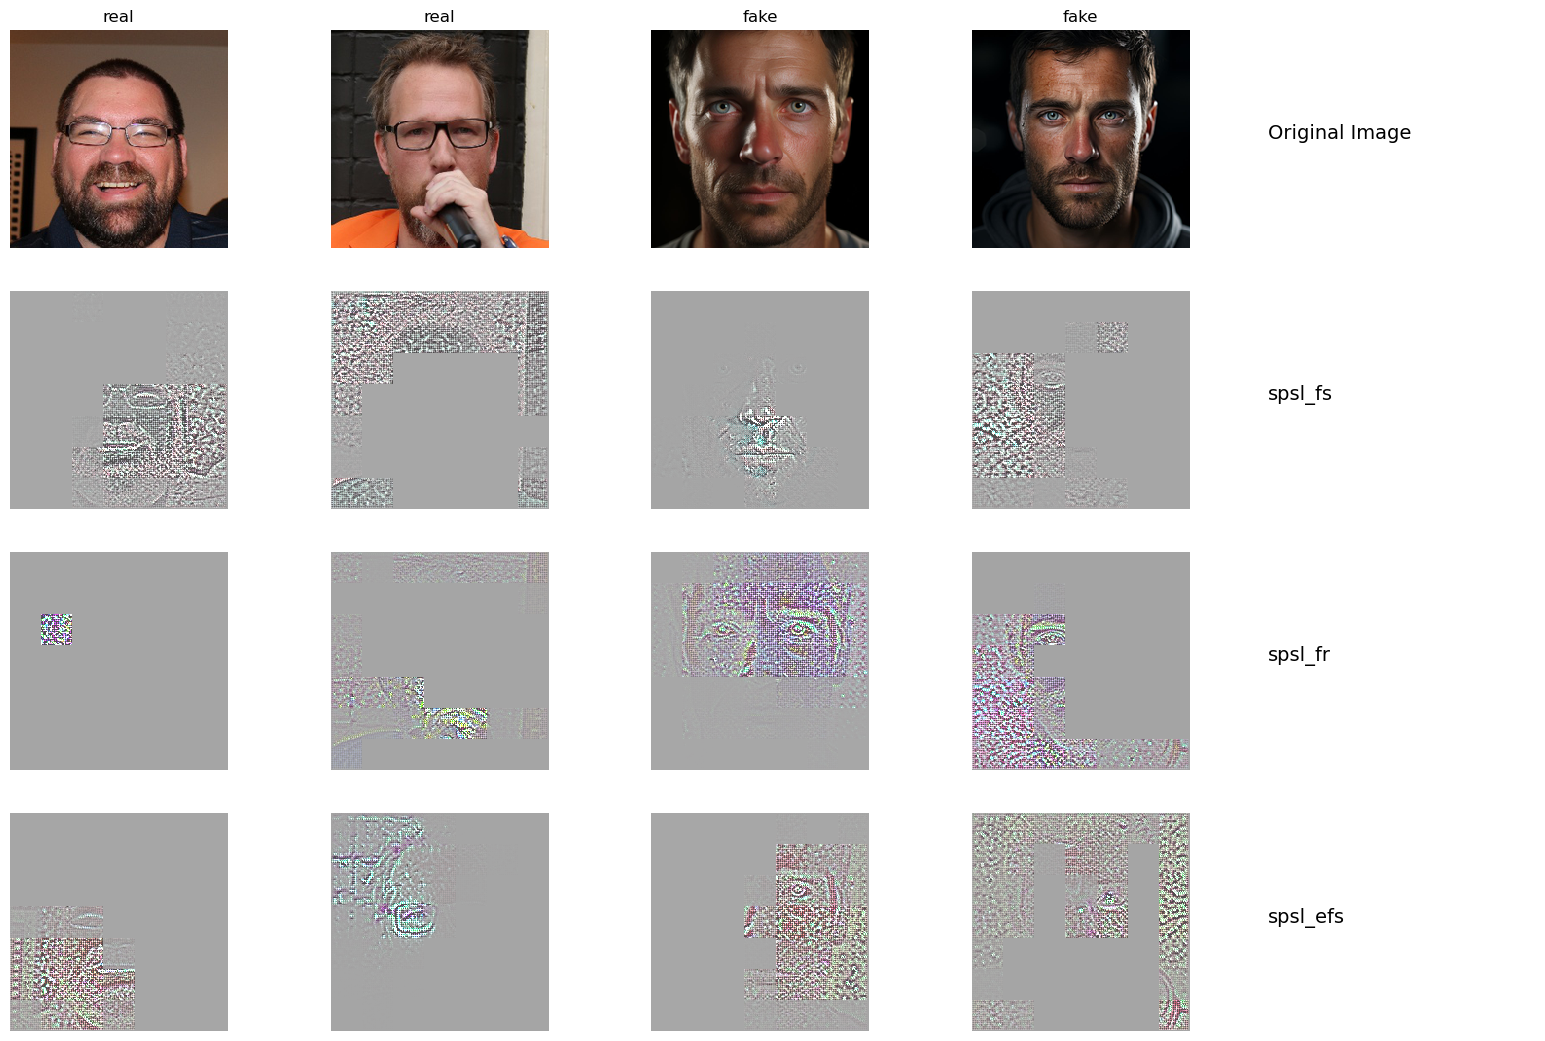 real
real
fake
fake
Original Image
spsl_fs
spsl_fr
spsl_efs